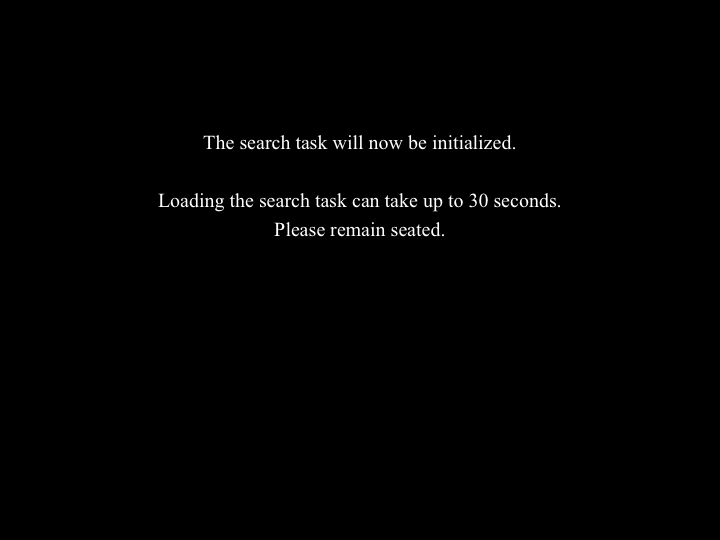 The search task will now be initialized.
Loading the search task can take up to 30 seconds.
Please remain seated.